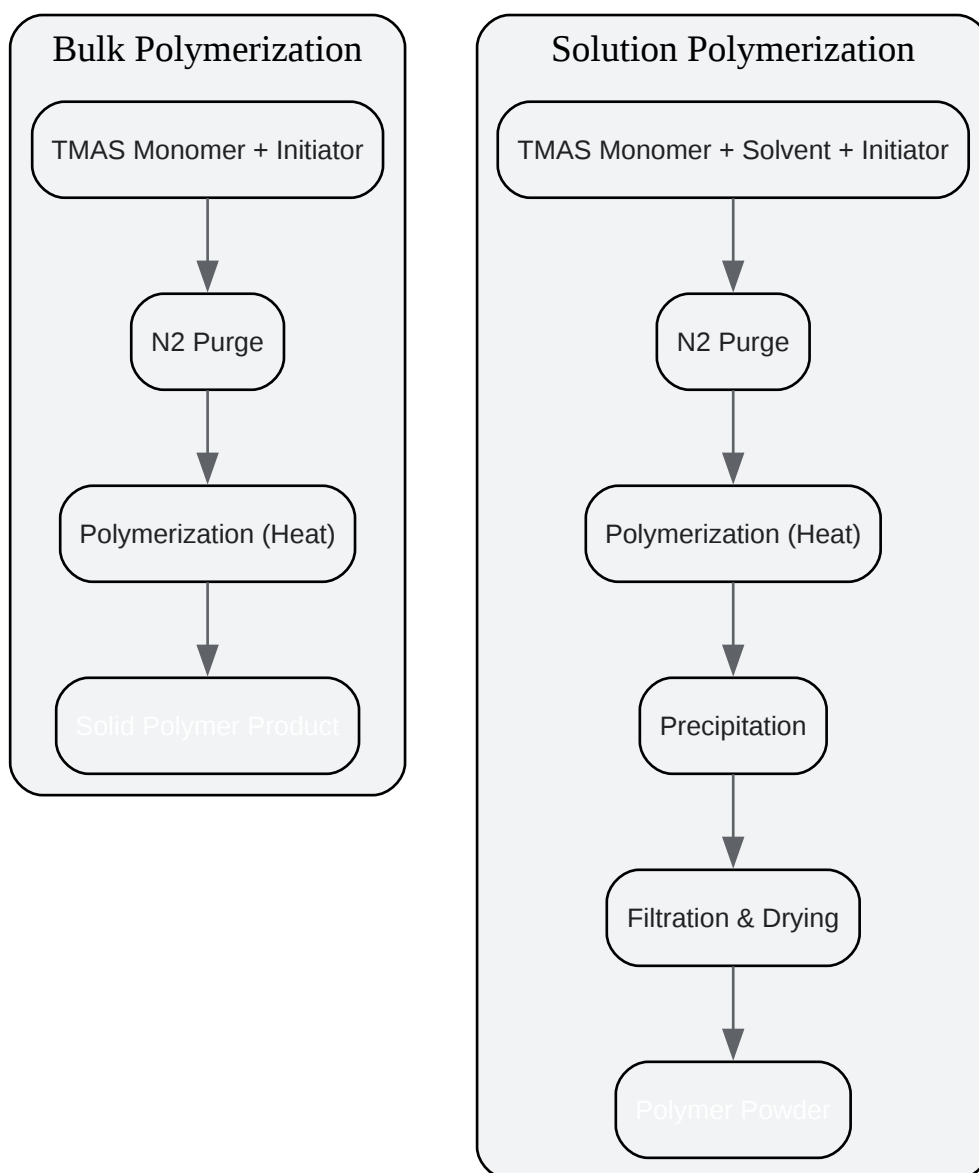 Bulk Polymerization
TMAS Monomer + Initiator
N2 Purge
Polymerization (Heat)
Solid Polymer Product
Solution Polymerization
TMAS Monomer + Solvent + Initiator
N2 Purge
Polymerization (Heat)
Precipitation
Filtration & Drying
Polymer Powder